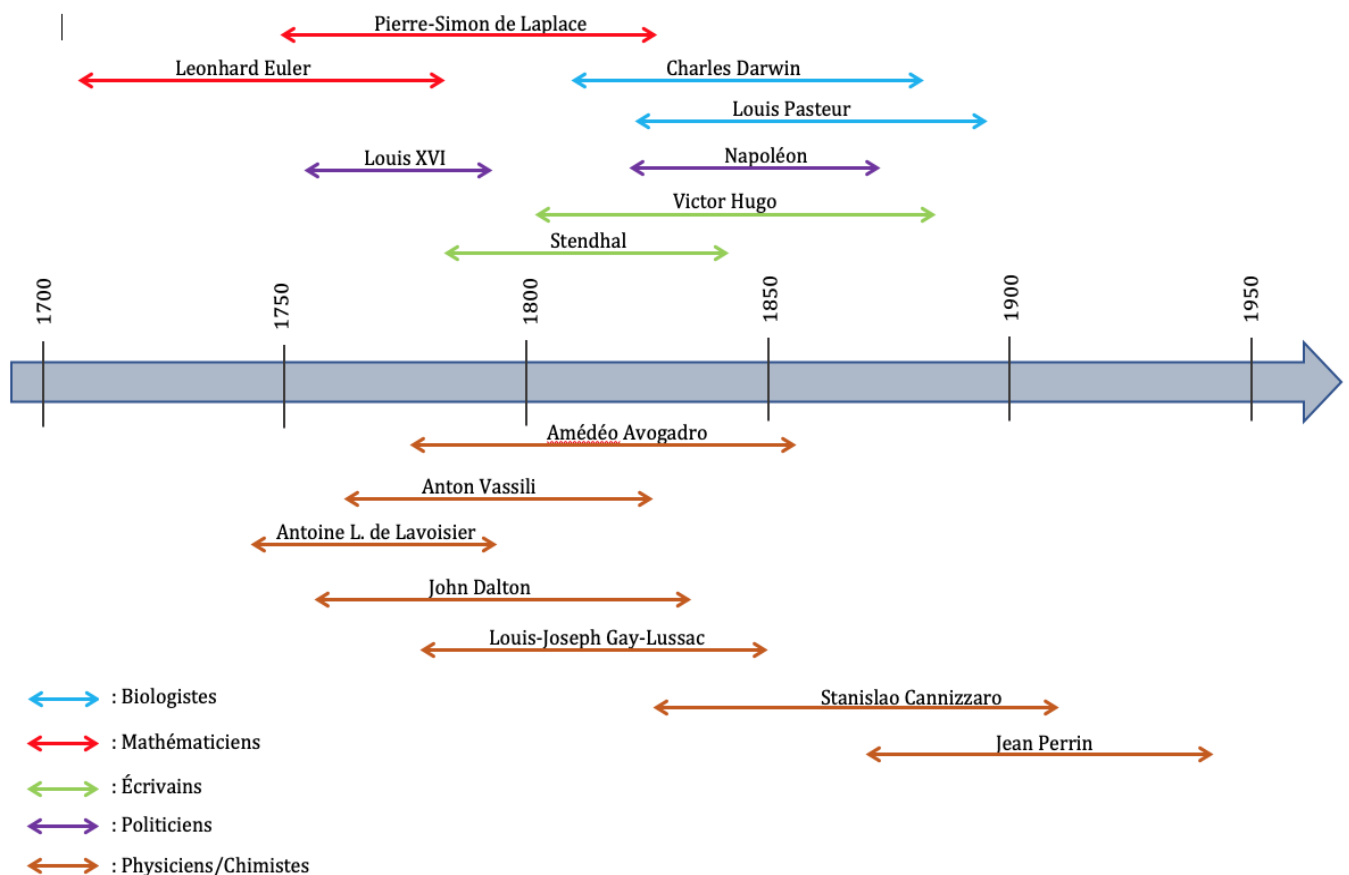 Pierre-Simon de Laplace
Leonhard Euler
Charles Darwin
Louis Pasteur
Louis XVI
Napoléon
Victor Hugo
Stendhal
1700
1750
1800
1850
1900
1950
Amédéo Avogadro
Anton Vassili
Antoine L. de Lavoisier
John Dalton
Louis-Joseph Gay-Lussac
Stanislao Cannizzaro
Jean Perrin
: Biologistes
: Mathématiciens
: Écrivains
: Politiciens
: Physiciens/Chimistes